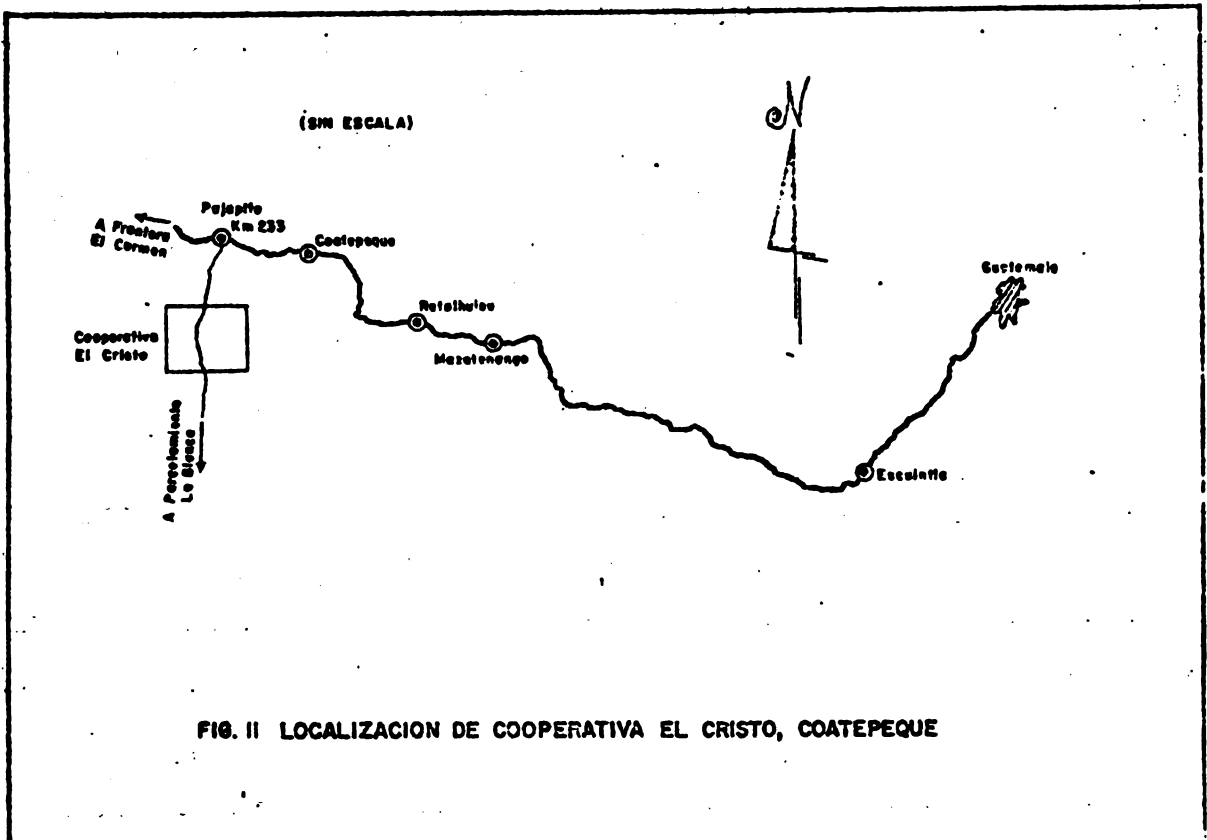 (SIN ESCALA)
N
Pajapita
Km 233
A Frontera
El Carmen
Coatepeque
Guatemala
Retalhuleu
Cooperativa
El Cristo
Mazatenango
A Parcelamiento
La Blanca
Escuintla
FIG. II LOCALIZACION DE COOPERATIVA EL CRISTO, COATEPEQUE